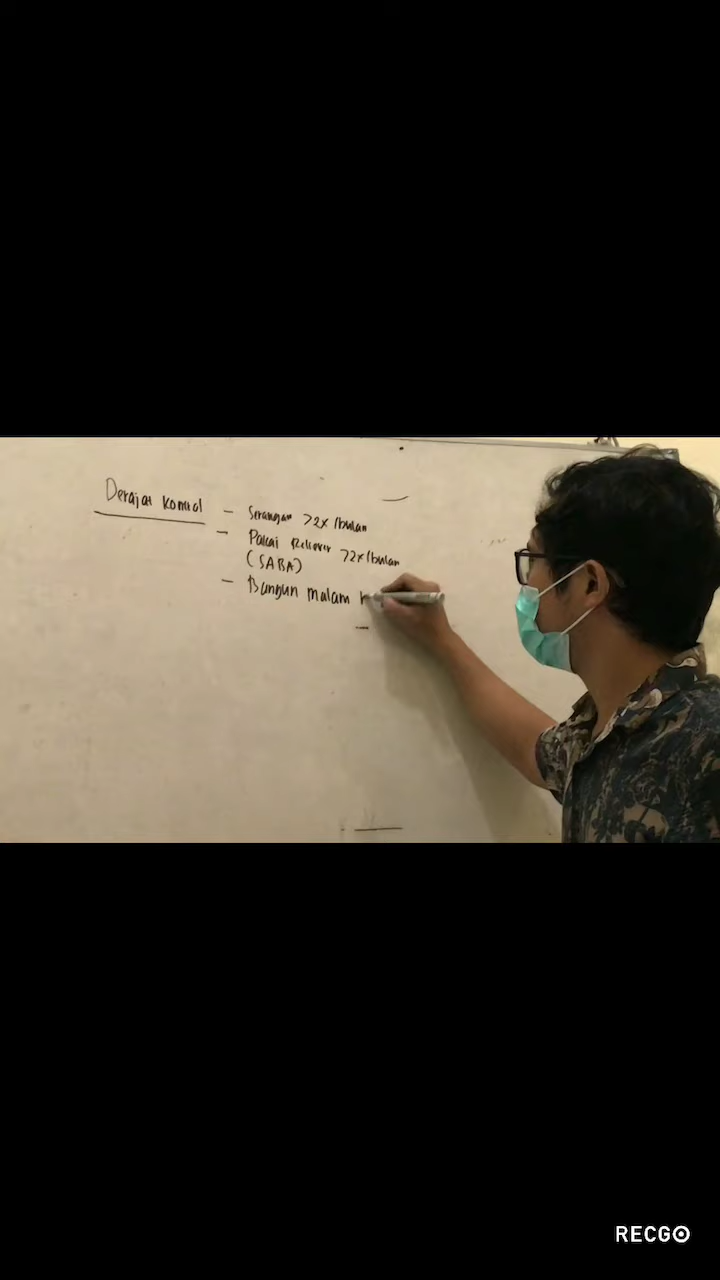 Derajat Kontrol
- Serangan >2x/bulan
- Pakai Reliever >2x/bulan
(SABA)
- Bangun malam
RECGO